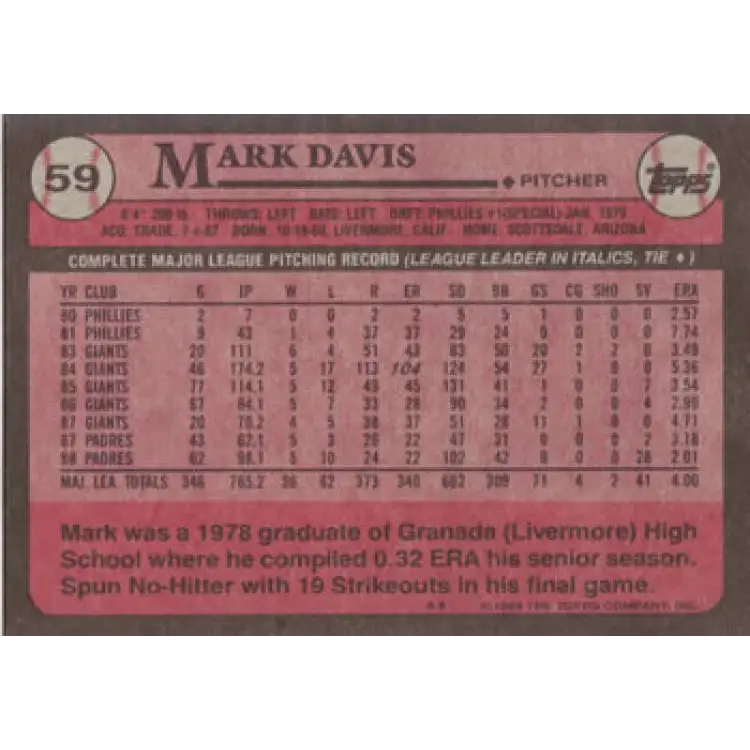 59
MARK DAVIS
PITCHER
TOPPS
6'4" 200 lb. THROWS: LEFT BATS: LEFT DRFT: PHILLIES #1(SPECIAL)-JAN. 1979
ACQ: TRADE, 7-4-87 BORN: 10-19-60, LIVERMORE, CALIF. HOME: SCOTTSDALE, ARIZONA
COMPLETE MAJOR LEAGUE PITCHING RECORD (LEAGUE LEADER IN ITALICS, TIE ♦)
YR CLUB G IP W L R ER SO BB GS CG SHO SV ERA
80 PHILLIES 2 7 0 0 2 2 5 5 1 0 0 0 2.57
81 PHILLIES 9 43 1 4 37 37 29 24 9 0 0 0 7.74
83 GIANTS 20 111 6 4 51 43 83 50 20 2 2 0 3.49
84 GIANTS 46 174.2 5 17 113 104 124 54 27 1 0 0 5.36
85 GIANTS 77 114.1 5 12 49 45 131 41 1 0 0 7 3.54
86 GIANTS 67 84.1 5 7 33 28 90 34 2 0 0 4 2.99
87 GIANTS 20 70.2 4 5 38 37 51 28 11 1 0 0 4.71
87 PADRES 43 62.1 5 3 26 22 47 31 0 0 0 2 3.18
88 PADRES 62 98.1 5 10 24 22 102 42 0 0 0 28 2.01
MAJ. LEA. TOTALS 346 765.2 36 62 373 340 662 309 71 4 2 41 4.00
Mark was a 1978 graduate of Granada (Livermore) High
School where he compiled 0.32 ERA his senior season.
Spun No-Hitter with 19 Strikeouts in his final game.
© 1989 THE TOPPS COMPANY, INC.